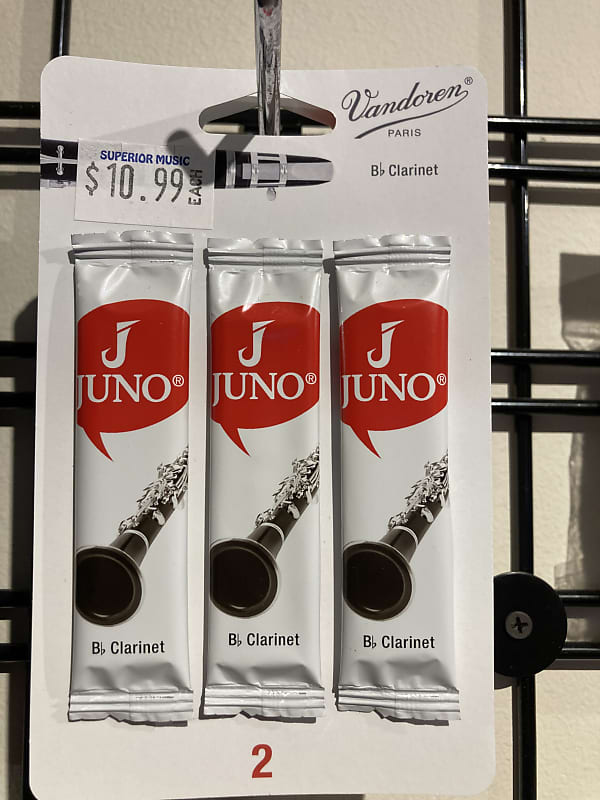 Vandoren®
PARIS
B♭ Clarinet
SUPERIOR MUSIC
$10.99 EACH
J
JUNO®
B♭ Clarinet
J
JUNO®
B♭ Clarinet
J
JUNO®
B♭ Clarinet
2